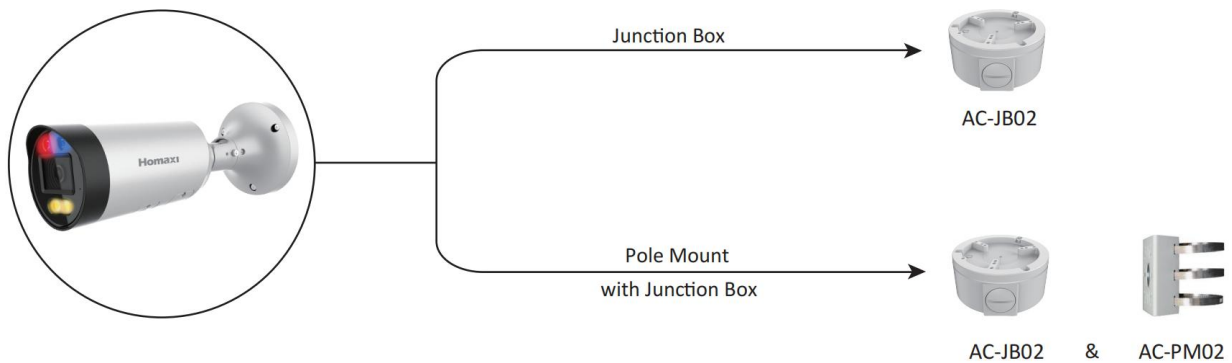 Junction Box
AC-JB02
Homaxi
Pole Mount
with Junction Box
AC-JB02 & AC-PM02